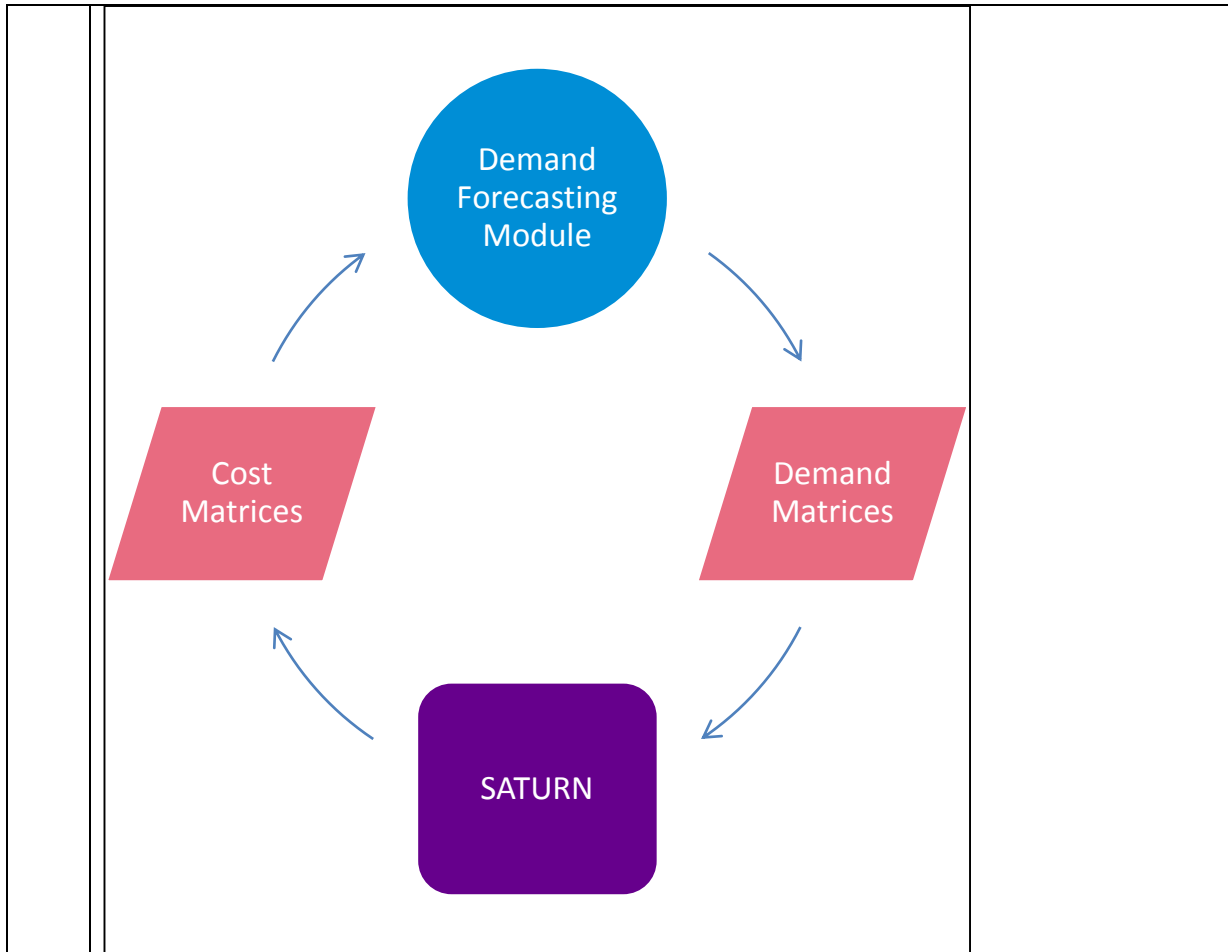 Demand
Forecasting
Module
Cost
Matrices
Demand
Matrices
SATURN